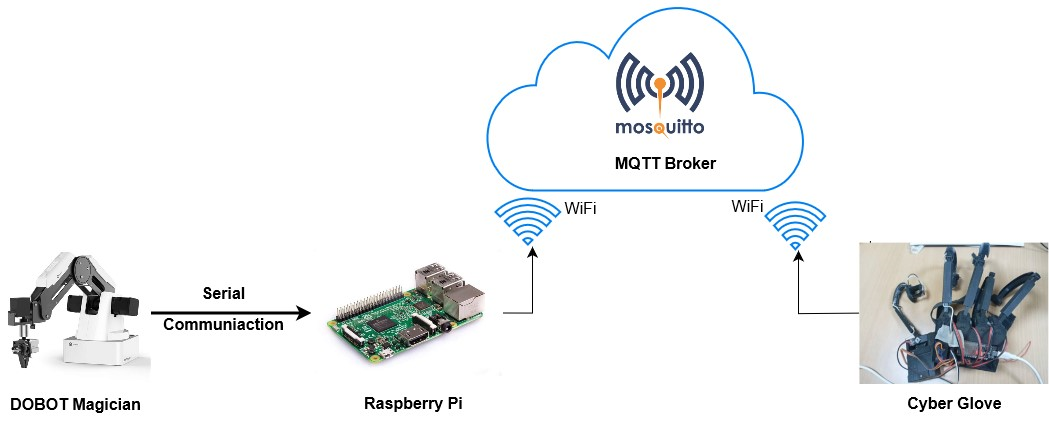 mosquitto
MQTT Broker
WiFi
WiFi
Serial
Communiaction
DOBOT Magician
Raspberry Pi
Cyber Glove